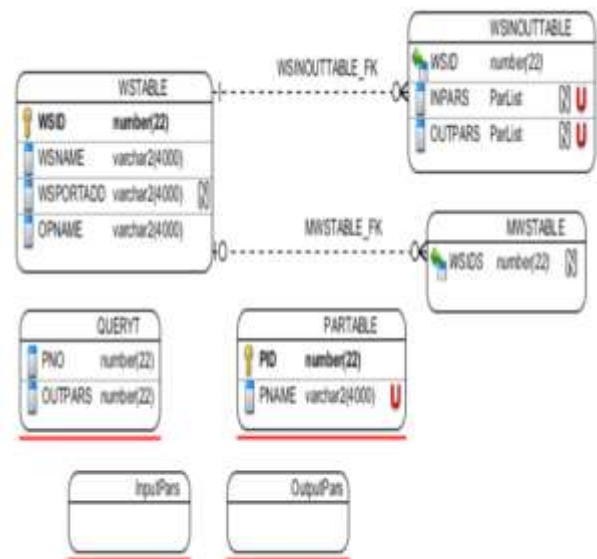 WSINOUTTABLE
WSID number(22)
INPARS ParList N U
OUTPARS ParList N U
WSINOUTTABLE_FK
WSTABLE
WSID number(22)
WSNAME varchar2(4000)
WSPORTADD varchar2(4000) N
OPNAME varchar2(4000)
MWSTABLE_FK
MWSTABLE
WSIDS number(22) N
QUERYT
PNO number(22)
OUTPARS number(22)
PARTABLE
PID number(22)
PNAME varchar2(4000) U
InputPars
OutputPars